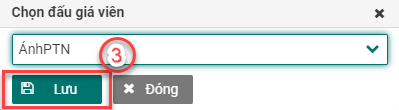 Chọn đấu giá viên
ÁnhPTN
3
Lưu
Đóng